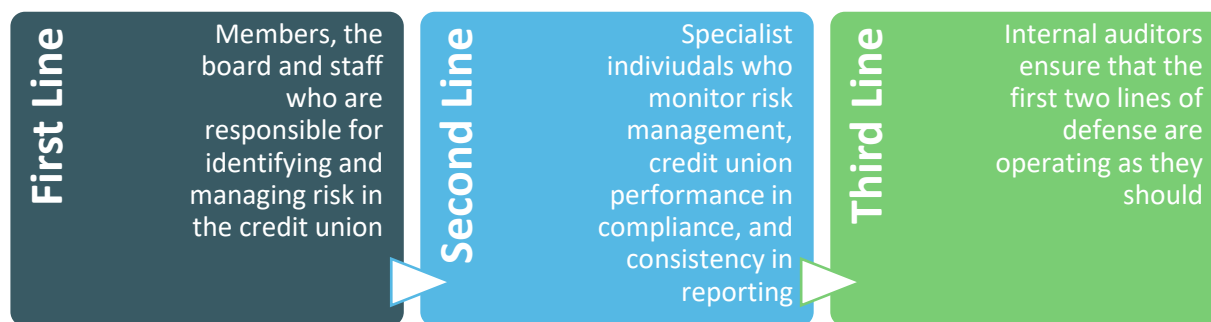 First Line
Members, the
board and staff
who are
responsible for
identifying and
managing risk in
the credit union
Second Line
Specialist
indiviudals who
monitor risk
management,
credit union
performance in
compliance, and
consistency in
reporting
Third Line
Internal auditors
ensure that the
first two lines of
defense are
operating as they
should